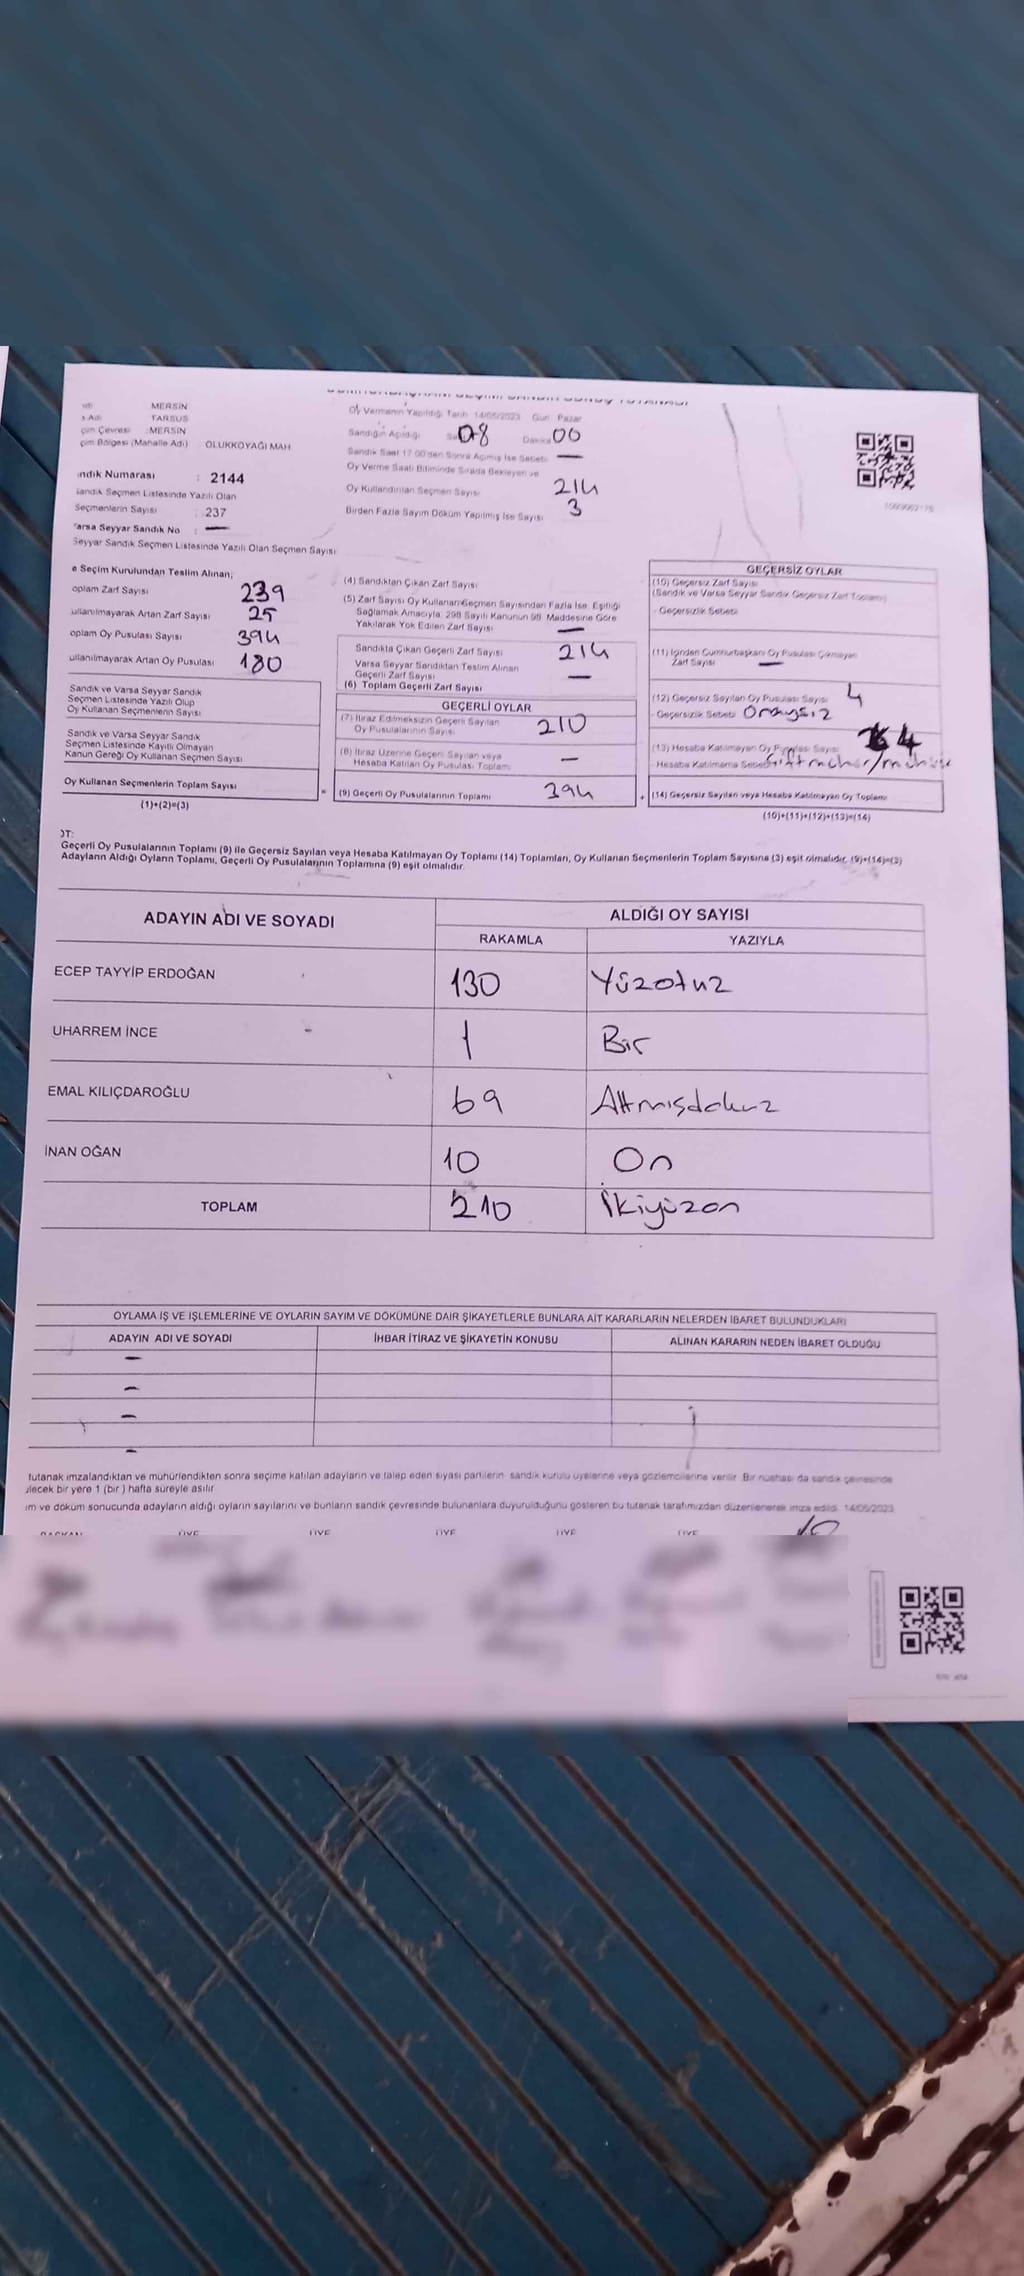 MERSİN
TARSUS
çim Çevresi :MERSİN
çim Bölgesi (Mahalle Adı) OLUKKOYAĞI MAH
ndık Numarası : 2144
Sandık Seçmen Listesinde Yazılı Olan
Seçmenlerin Sayısı : 237
Varsa Seyyar Sandık No : —
Seyyar Sandık Seçmen Listesinde Yazılı Olan Seçmen Sayısı
Oy Vermenin Yapıldığı Tarih 14/05/2023 Gün Pazar
Sandığın Açıldığı 08 Dakika 00
Sandık Saat 17:00'den Sonra Açılmış İse Sebebi —
Oy Verme Saati Bitiminde Sırada Bekleyen ve
Oy Kullandırılan Seçmen Sayısı 214
Birden Fazla Sayım Döküm Yapılmış İse Sayısı 3
e Seçim Kurulundan Teslim Alınan;
oplam Zarf Sayısı 239
ullanılmayarak Artan Zarf Sayısı 25
oplam Oy Pusulası Sayısı 394
ullanılmayarak Artan Oy Pusulası 180
Sandık ve Varsa Seyyar Sandık
Seçmen Listesinde Yazılı Olup
Oy Kullanan Seçmenlerin Sayısı
Sandık ve Varsa Seyyar Sandık
Seçmen Listesinde Kayıtlı Olmayan
Kanun Gereği Oy Kullanan Seçmen Sayısı
Oy Kullanan Seçmenlerin Toplam Sayısı =
(1)+(2)=(3)
(4) Sandıktan Çıkan Zarf Sayısı
(5) Zarf Sayısı Oy Kullanan Seçmen Sayısından Fazla İse, Eşitliği
Sağlamak Amacıyla, 298 Sayılı Kanunun 98. Maddesine Göre
Yakılarak Yok Edilen Zarf Sayısı —
Sandıkta Çıkan Geçerli Zarf Sayısı 214
Varsa Seyyar Sandıktan Teslim Alınan
Geçerli Zarf Sayısı —
(6) Toplam Geçerli Zarf Sayısı
GEÇERLİ OYLAR
(7) İtiraz Edilmeksizin Geçerli Sayılan
Oy Pusulalarının Sayısı 210
(8) İtiraz Üzerine Geçerli Sayılan veya
Hesaba Katılan Oy Pusulası Toplamı —
(9) Geçerli Oy Pusulalarının Toplamı 394 +
GEÇERSİZ OYLAR
(10) Geçersiz Zarf Sayısı
(Sandık ve Varsa Seyyar Sandık Geçersiz Zarf Toplamı)
- Geçersizlik Sebebi
(11) İçinden Cumhurbaşkanı Oy Pusulası Çıkmayan
Zarf Sayısı —
(12) Geçersiz Sayılan Oy Pusulası Sayısı 4
- Geçersizlik Sebebi Onaysız
(13) Hesaba Katılmayan Oy Pusulası Sayısı 4
- Hesaba Katılmama Sebebi
(14) Geçersiz Sayılan veya Hesaba Katılmayan Oy Toplamı
(10)+(11)+(12)+(13)=(14)
OT:
Geçerli Oy Pusulalarının Toplamı (9) ile Geçersiz Sayılan veya Hesaba Katılmayan Oy Toplamı (14) Toplamları, Oy Kullanan Seçmenlerin Toplam Sayısına (3) eşit olmalıdır. (9)+(14)=(3)
Adayların Aldığı Oyların Toplamı, Geçerli Oy Pusulalarının Toplamına (9) eşit olmalıdır.
ADAYIN ADI VE SOYADI ALDIĞI OY SAYISI
RAKAMLA YAZIYLA
ECEP TAYYİP ERDOĞAN 130 Yüzotuz
UHARREM İNCE 1 Bir
EMAL KILIÇDAROĞLU 69 Altmışdokuz
İNAN OĞAN 10 On
TOPLAM 210 İkiyüzon
OYLAMA İŞ VE İŞLEMLERİNE VE OYLARIN SAYIM VE DÖKÜMÜNE DAİR ŞİKAYETLERLE BUNLARA AİT KARARLARIN NELERDEN İBARET BULUNDUKLARI
ADAYIN ADI VE SOYADI İHBAR İTİRAZ VE ŞİKAYETİN KONUSU ALINAN KARARIN NEDEN İBARET OLDUĞU
—
—
—
—
tutanak imzalandıktan ve mühürlendikten sonra seçime katılan adayların ve talep eden siyasi partilerin sandık kurulu üyelerine veya gözlemcilerine verilir. Bir nüshası da sandık çevresinde
ilecek bir yere 1 (bir ) hafta süreyle asılır
ım ve döküm sonucunda adayların aldığı oyların sayılarını ve bunların sandık çevresinde bulunanlara duyurulduğunu gösteren bu tutanak tarafımızdan düzenlenerek imza edildi. 14/05/2023
BAŞKAN ÜYE ÜYE ÜYE ÜYE ÜYE